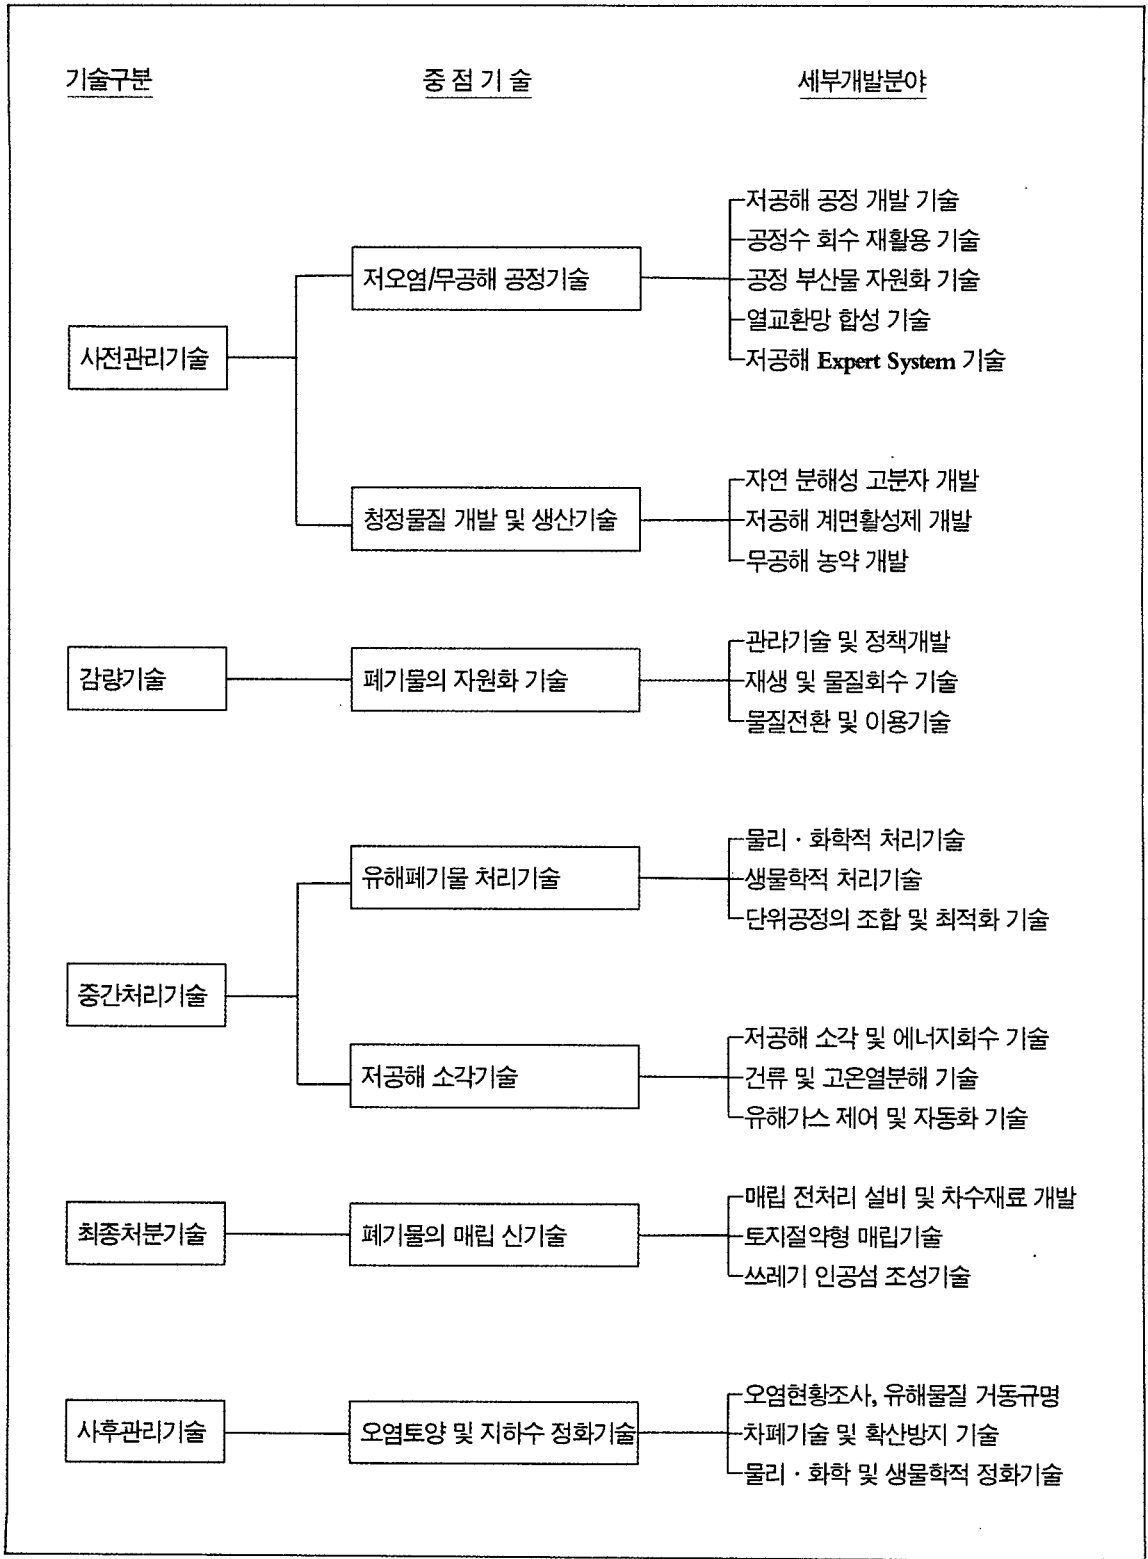 기술구분 중 점 기 술 세부개발분야
저공해 공정 개발 기술
공정수 회수 재활용 기술
저오염/무공해 공정기술
공정 부산물 자원화 기술
열교환망 합성 기술
사전관리기술
저공해 Expert System 기술
자연 분해성 고분자 개발
청정물질 개발 및 생산기술
저공해 계면활성제 개발
무공해 농약 개발
관라기술 및 정책개발
감량기술
폐기물의 자원화 기술
재생 및 물질회수 기술
물질전환 및 이용기술
물리 · 화학적 처리기술
유해폐기물 처리기술
생물학적 처리기술
단위공정의 조합 및 최적화 기술
중간처리기술
저공해 소각 및 에너지회수 기술
저공해 소각기술
건류 및 고온열분해 기술
유해가스 제어 및 자동화 기술
매립 전처리 설비 및 차수재료 개발
최종처분기술
폐기물의 매립 신기술
토지절약형 매립기술
쓰레기 인공섬 조성기술
오염현황조사, 유해물질 거동규명
사후관리기술
오염토양 및 지하수 정화기술
차폐기술 및 확산방지 기술
물리 · 화학 및 생물학적 정화기술